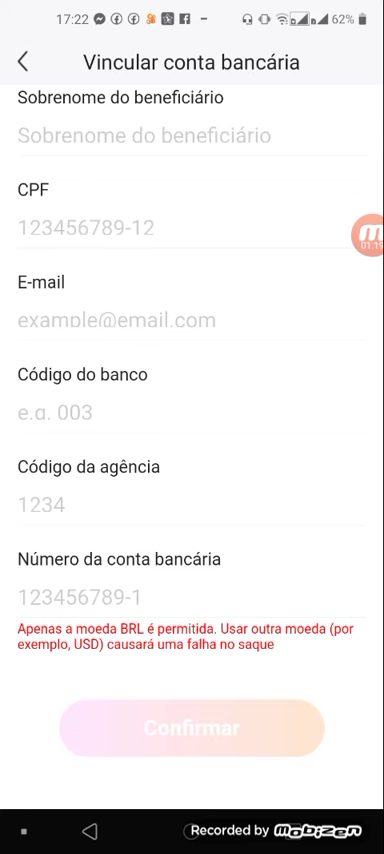 17:22
62%
Vincular conta bancária
Sobrenome do beneficiário
Sobrenome do beneficiário
CPF
123456789-12
01:19
E-mail
example@email.com
Código do banco
e.g. 003
Código da agência
1234
Número da conta bancária
123456789-1
Apenas a moeda BRL é permitida. Usar outra moeda (por
exemplo, USD) causará uma falha no saque
Confirmar
Recorded by mobizen